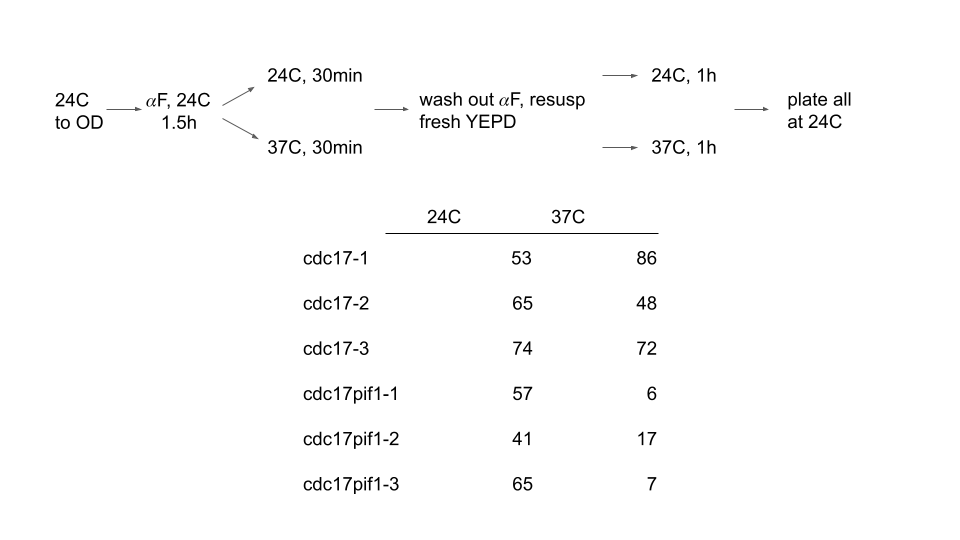 24C, 30min
24C, 1h
24C
to OD
αF, 24C
1.5h
wash out αF, resusp
fresh YEPD
plate all
at 24C
37C, 30min
37C, 1h
24C 37C
cdc17-1 53 86
cdc17-2 65 48
cdc17-3 74 72
cdc17pif1-1 57 6
cdc17pif1-2 41 17
cdc17pif1-3 65 7